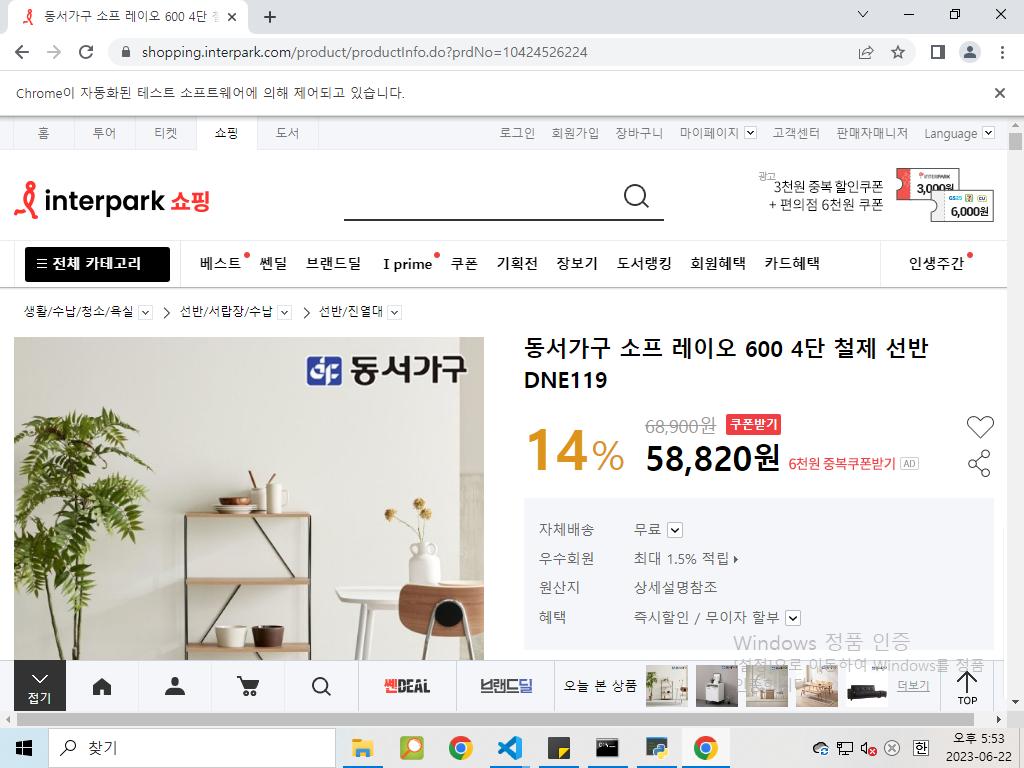 동서가구 소프 레이오 600 4단 철
shopping.interpark.com/product/productInfo.do?prdNo=10424526224
Chrome이 자동화된 테스트 소프트웨어에 의해 제어되고 있습니다.
홈 투어 티켓 쇼핑 도서 로그인 회원가입 장바구니 마이페이지 고객센터 판매자매니저 Language
interpark 쇼핑
광고
3천원 중복 할인쿠폰
+ 편의점 6천원 쿠폰
INTERPARK
3,000원
GS25 CU
6,000원
전체 카테고리 베스트 쎈딜 브랜드딜 I prime 쿠폰 기획전 장보기 도서랭킹 회원혜택 카드혜택 인생주간
생활/수납/청소/욕실 선반/서랍장/수납 선반/진열대
동서가구
동서가구 소프 레이오 600 4단 철제 선반
DNE119
68,900원 쿠폰받기
14% 58,820원 6천원 중복쿠폰받기 AD
자체배송 무료
우수회원 최대 1.5% 적립
원산지 상세설명참조
혜택 즉시할인 / 무이자 할부
Windows 정품 인증
[설정]으로 이동하여 Windows를 정품
접기 쎈DEAL 브랜드딜 오늘 본 상품 더보기 TOP
찾기
한
오후 5:53
2023-06-22